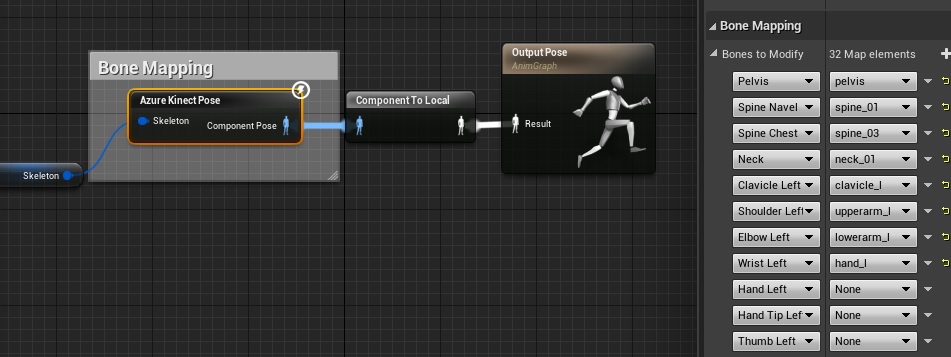 Bone Mapping
Azure Kinect Pose
Skeleton
Component Pose
Skeleton
Component To Local
Output Pose
AnimGraph
Result
Bone Mapping
Bones to Modify 32 Map elements
Pelvis pelvis
Spine Navel spine_01
Spine Chest spine_03
Neck neck_01
Clavicle Left clavicle_l
Shoulder Left upperarm_l
Elbow Left lowerarm_l
Wrist Left hand_l
Hand Left None
Hand Tip Lef None
Thumb Left None